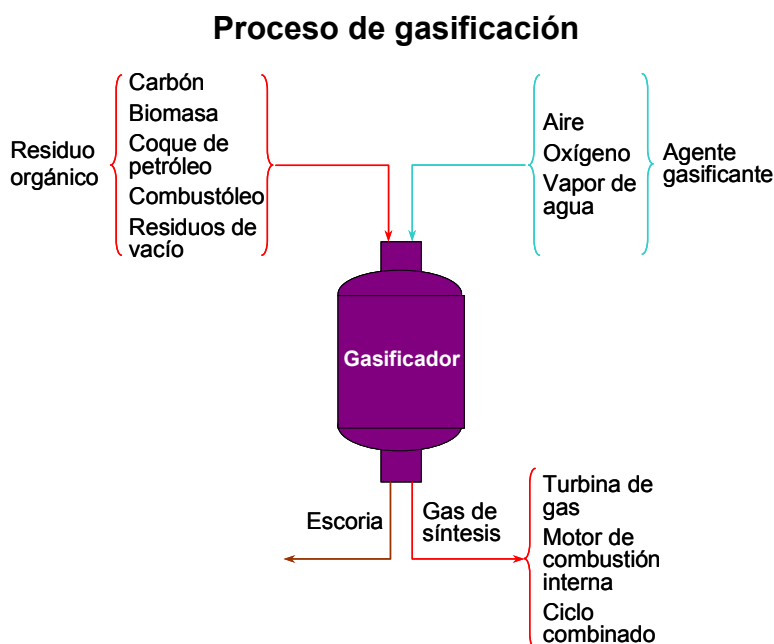 Proceso de gasificación
Residuo
orgánico
Carbón
Biomasa
Coque de
petróleo
Combustóleo
Residuos de
vacío
Aire
Oxígeno
Vapor de
agua
Agente
gasificante
Gasificador
Escoria
Gas de
síntesis
Turbina de
gas
Motor de
combustión
interna
Ciclo
combinado